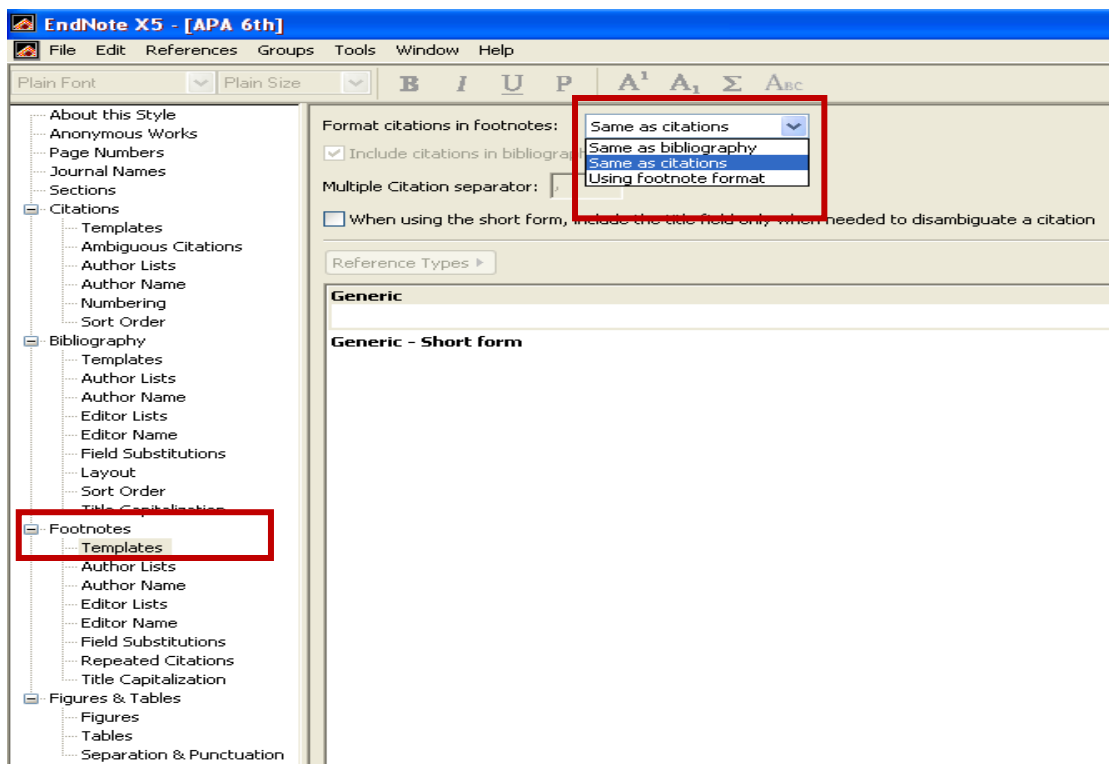 EndNote X5 - [APA 6th]
File Edit References Groups Tools Window Help
Plain Font Plain Size B I U P A¹ A₁ Σ ABC
About this Style
Anonymous Works
Page Numbers
Journal Names
Sections
Citations
Templates
Ambiguous Citations
Author Lists
Author Name
Numbering
Sort Order
Bibliography
Templates
Author Lists
Author Name
Editor Lists
Editor Name
Field Substitutions
Layout
Sort Order
Title Capitalization
Footnotes
Templates
Author Lists
Author Name
Editor Lists
Editor Name
Field Substitutions
Repeated Citations
Title Capitalization
Figures & Tables
Figures
Tables
Separation & Punctuation
Format citations in footnotes: Same as citations
Same as bibliography
Same as citations
Using footnote format
Include citations in bibliograph
Multiple Citation separator: ,
When using the short form, include the title field only when needed to disambiguate a citation
Reference Types
Generic
Generic - Short form